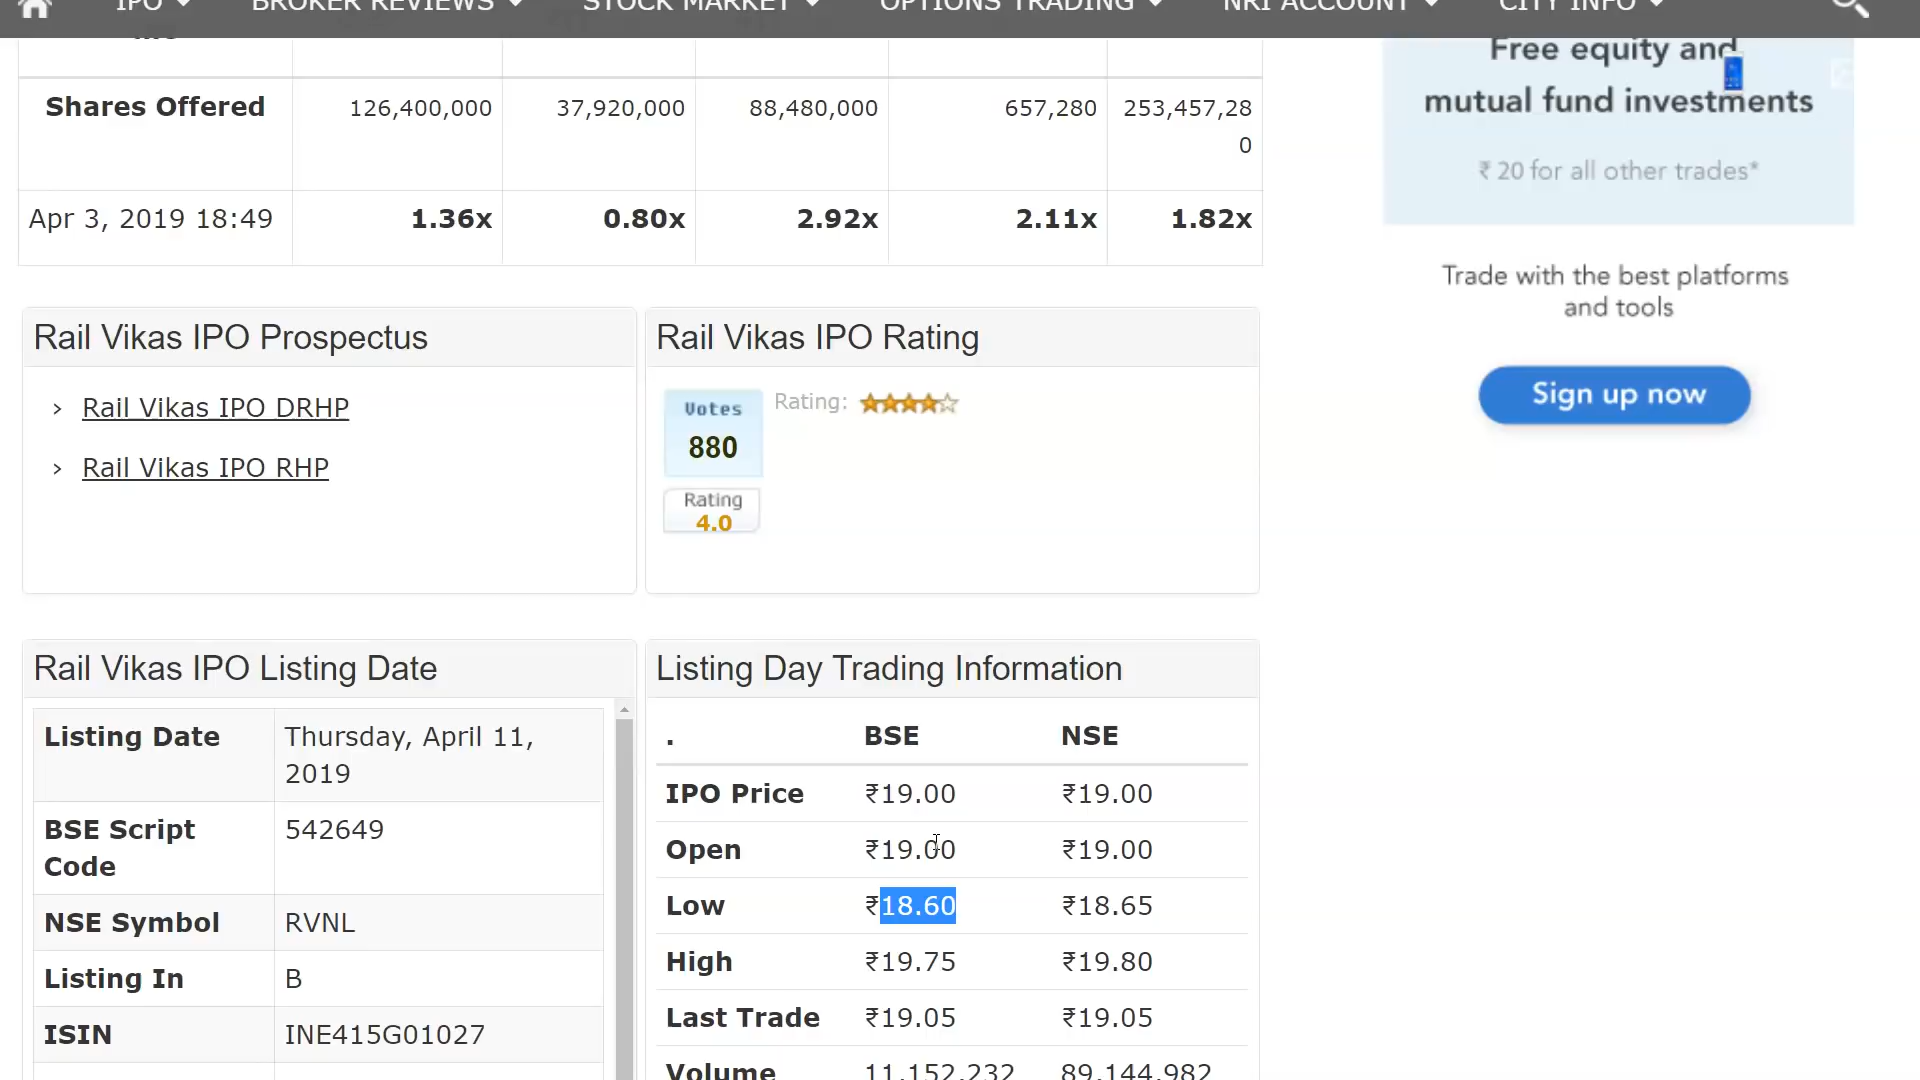 IPO
BROKER REVIEWS
STOCK MARKET
OPTIONS TRADING
NRI ACCOUNT
CITY INFO
Shares Offered 126,400,000 37,920,000 88,480,000 657,280 253,457,28
0
Apr 3, 2019 18:49 1.36x 0.80x 2.92x 2.11x 1.82x
Rail Vikas IPO Prospectus
› Rail Vikas IPO DRHP
› Rail Vikas IPO RHP
Rail Vikas IPO Rating
Votes
880
Rating:
Rating
4.0
Rail Vikas IPO Listing Date
Listing Date Thursday, April 11,
2019
BSE Script
Code 542649
NSE Symbol RVNL
Listing In B
ISIN INE415G01027
Listing Day Trading Information
. BSE NSE
IPO Price ₹19.00 ₹19.00
Open ₹19.00 ₹19.00
Low ₹18.60 ₹18.65
High ₹19.75 ₹19.80
Last Trade ₹19.05 ₹19.05
Volume 11,152,232 89,144,982
Free equity and
mutual fund investments
₹ 20 for all other trades*
Trade with the best platforms
and tools
Sign up now